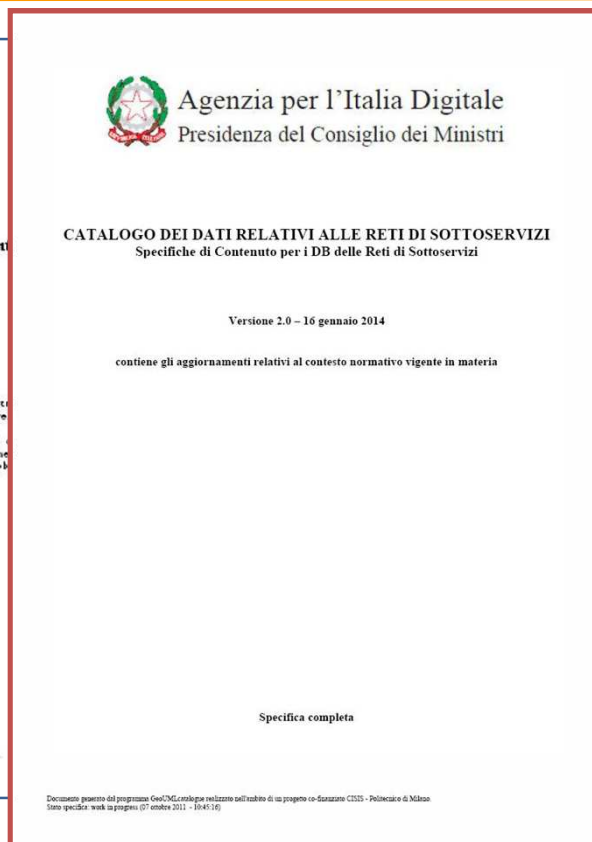 Agenzia per l'Italia Digitale
Presidenza del Consiglio dei Ministri
CATALOGO DEI DATI RELATIVI ALLE RETI DI SOTTOSERVIZI
Specifiche di Contenuto per i DB delle Reti di Sottoservizi
Versione 2.0 – 16 gennaio 2014
contiene gli aggiornamenti relativi al contesto normativo vigente in materia
Specifica completa
Documento generato dal programma GeoUMLcatalogue realizzato nell'ambito di un progetto co-finanziato CISIS - Politecnico di Milano.
Stato specifica: work in progress (07 ottobre 2011 - 10:45:16)